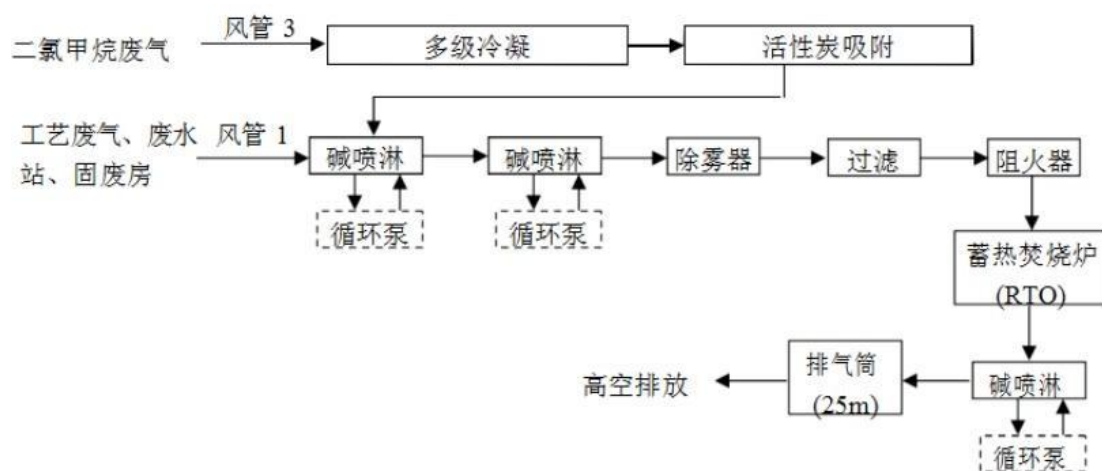 二氯甲烷废气
风管 3
多级冷凝
活性炭吸附
工艺废气、废水
站、固废房
风管 1
碱喷淋
碱喷淋
除雾器
过滤
阻火器
循环泵
循环泵
蓄热焚烧炉
(RTO)
高空排放
排气筒
(25m)
碱喷淋
循环泵